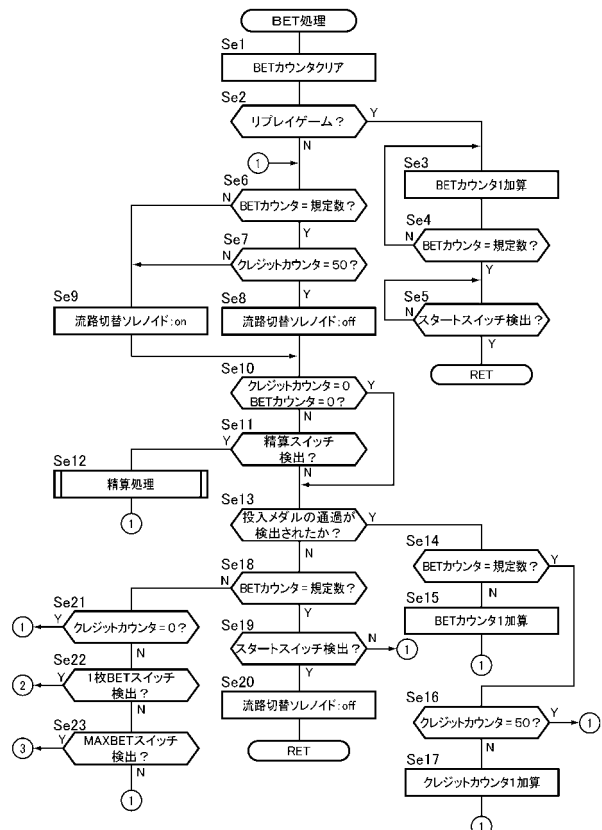 BET処理
Se1
BETカウンタクリア
Se2
リプレイゲーム？
Y
N
1
Se3
BETカウンタ1加算
Se4
N
BETカウンタ=規定数？
Y
Se5
N
スタートスイッチ検出？
Y
RET
Se6
N
BETカウンタ=規定数？
Y
Se7
N
クレジットカウンタ=50？
Y
Se9
流路切替ソレノイド:on
Se8
流路切替ソレノイド:off
Se10
クレジットカウンタ=0
BETカウンタ=0？
Y
N
Se11
Y
精算スイッチ
検出？
N
Se12
精算処理
1
Se13
投入メダルの通過が
検出されたか？
Y
N
Se14
BETカウンタ=規定数？
Y
N
Se15
BETカウンタ1加算
1
Se16
クレジットカウンタ=50？
Y
1
N
Se17
クレジットカウンタ1加算
1
Se18
N
BETカウンタ=規定数？
Y
Se19
スタートスイッチ検出？
N
1
Y
Se20
流路切替ソレノイド:off
RET
Se21
1
Y
クレジットカウンタ=0？
N
Se22
2
Y
1枚BETスイッチ
検出？
N
Se23
3
Y
MAXBETスイッチ
検出？
N
1